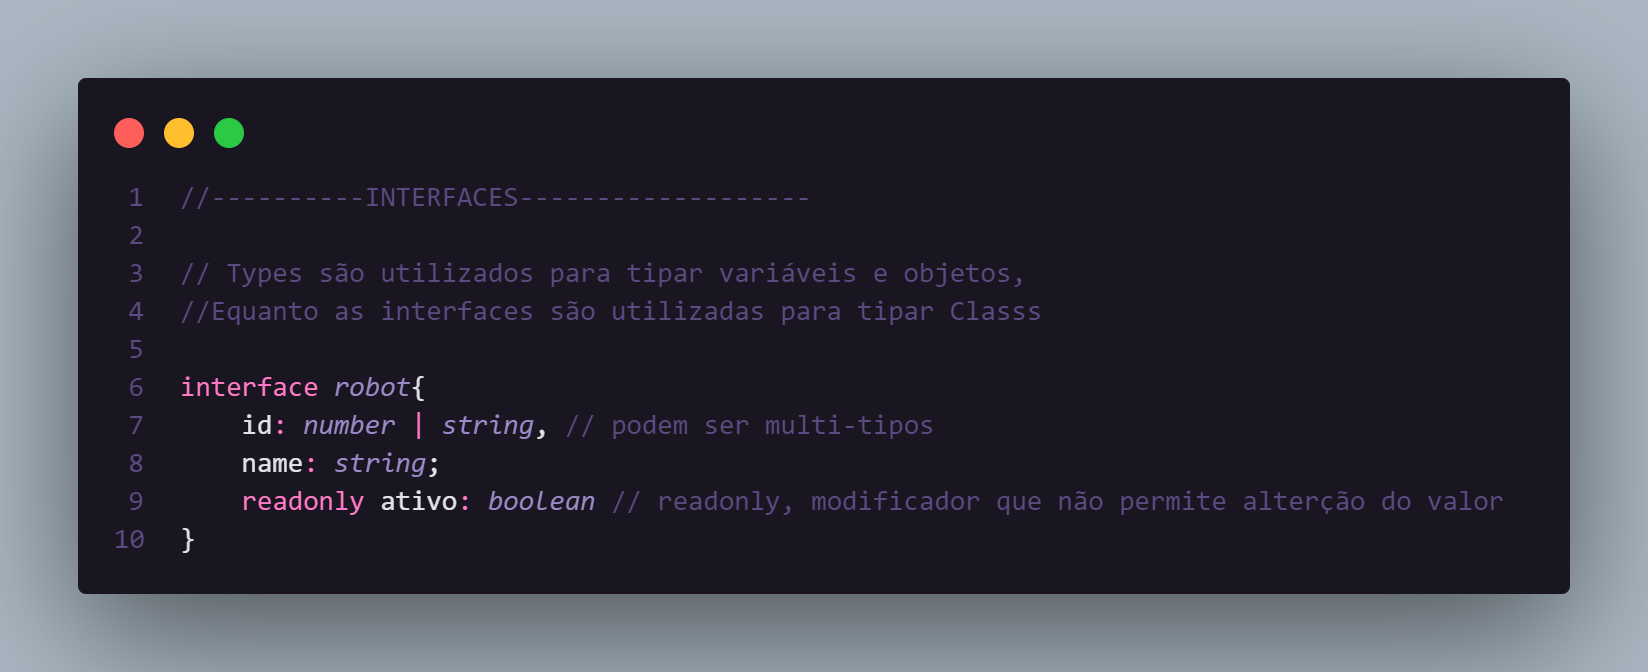 1 //----------INTERFACES-------------------
2
3 // Types são utilizados para tipar variáveis e objetos,
4 //Equanto as interfaces são utilizadas para tipar Classs
5
6 interface robot{
7     id: number | string, // podem ser multi-tipos
8     name: string;
9     readonly ativo: boolean // readonly, modificador que não permite alterção do valor
10 }